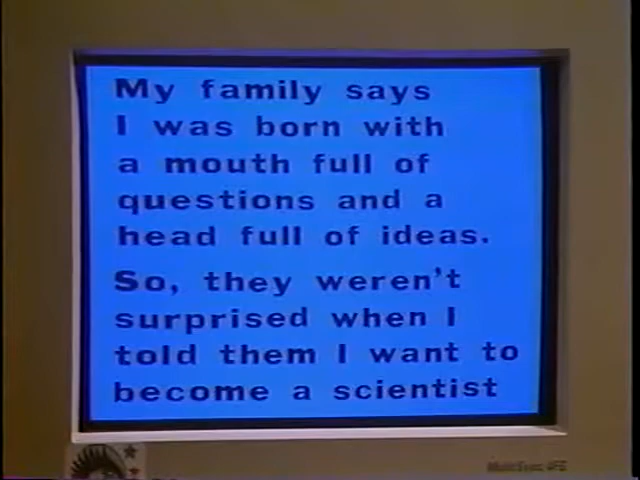 My family says
I was born with
a mouth full of
questions and a
head full of ideas.
So, they weren't
surprised when I
told them I want to
become a scientist